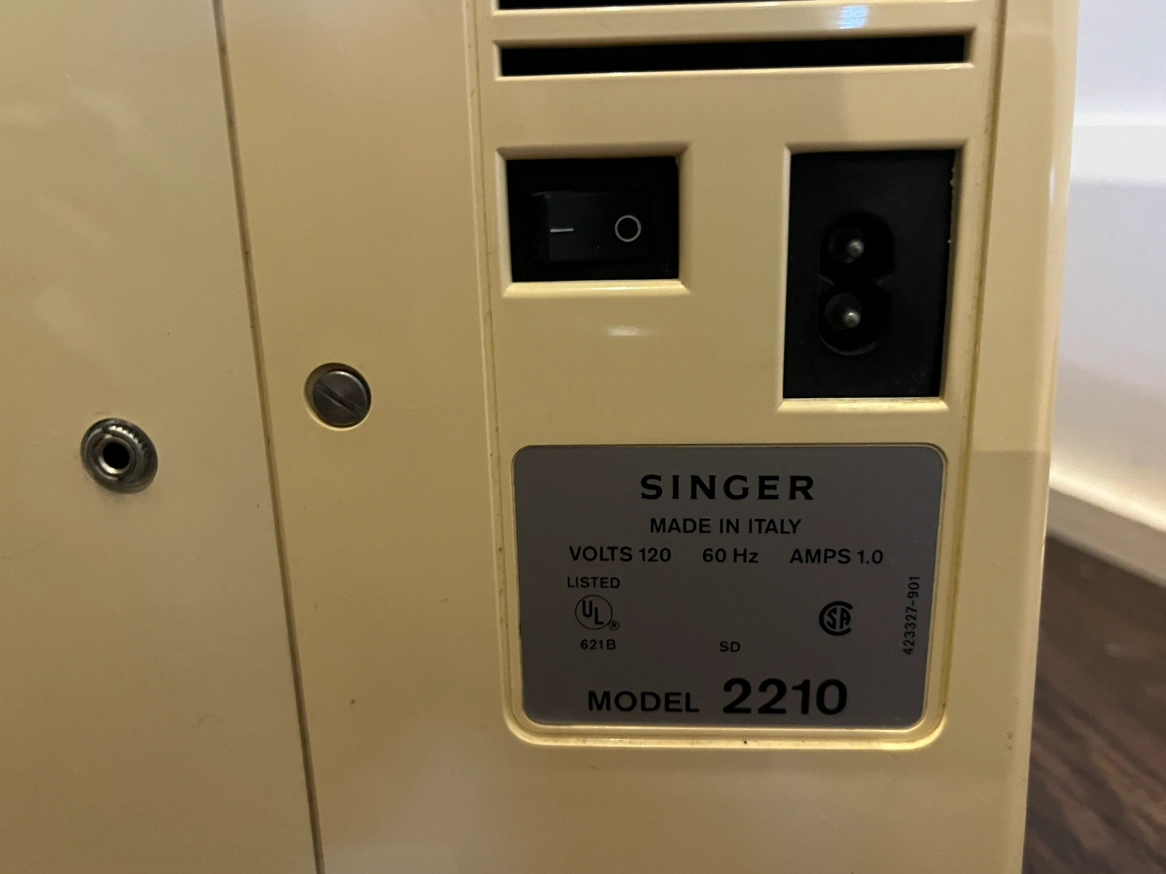 SINGER
MADE IN ITALY
VOLTS 120 60 Hz AMPS 1.0
LISTED
UL ®
SA
621B
SD
423327-901
MODEL 2210